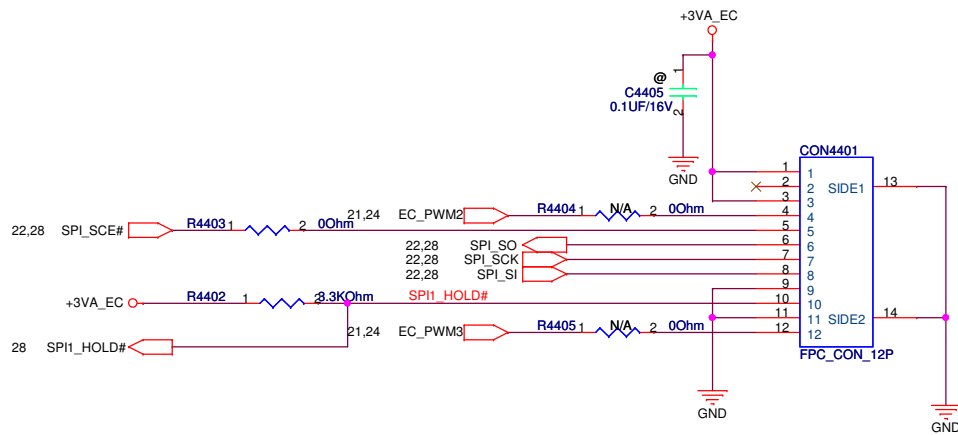 +3VA_EC
1
@
C4405
0.1UF/16V
2
GND
CON4401
1 1
2 2 SIDE1 13
3 3
21,24 EC_PWM2 R4404 1 N/A 2 0Ohm 4 4
22,28 SPI_SCE# R4403 1 2 0Ohm 5 5
22,28 SPI_SO 6 6
22,28 SPI_SCK 7 7
22,28 SPI_SI 8 8
9 9
+3VA_EC R4402 1 2 3.3KOhm SPI1_HOLD# 10 10
11 11 SIDE2 14
21,24 EC_PWM3 R4405 1 N/A 2 0Ohm 12 12
28 SPI1_HOLD#
FPC_CON_12P
GND
GND